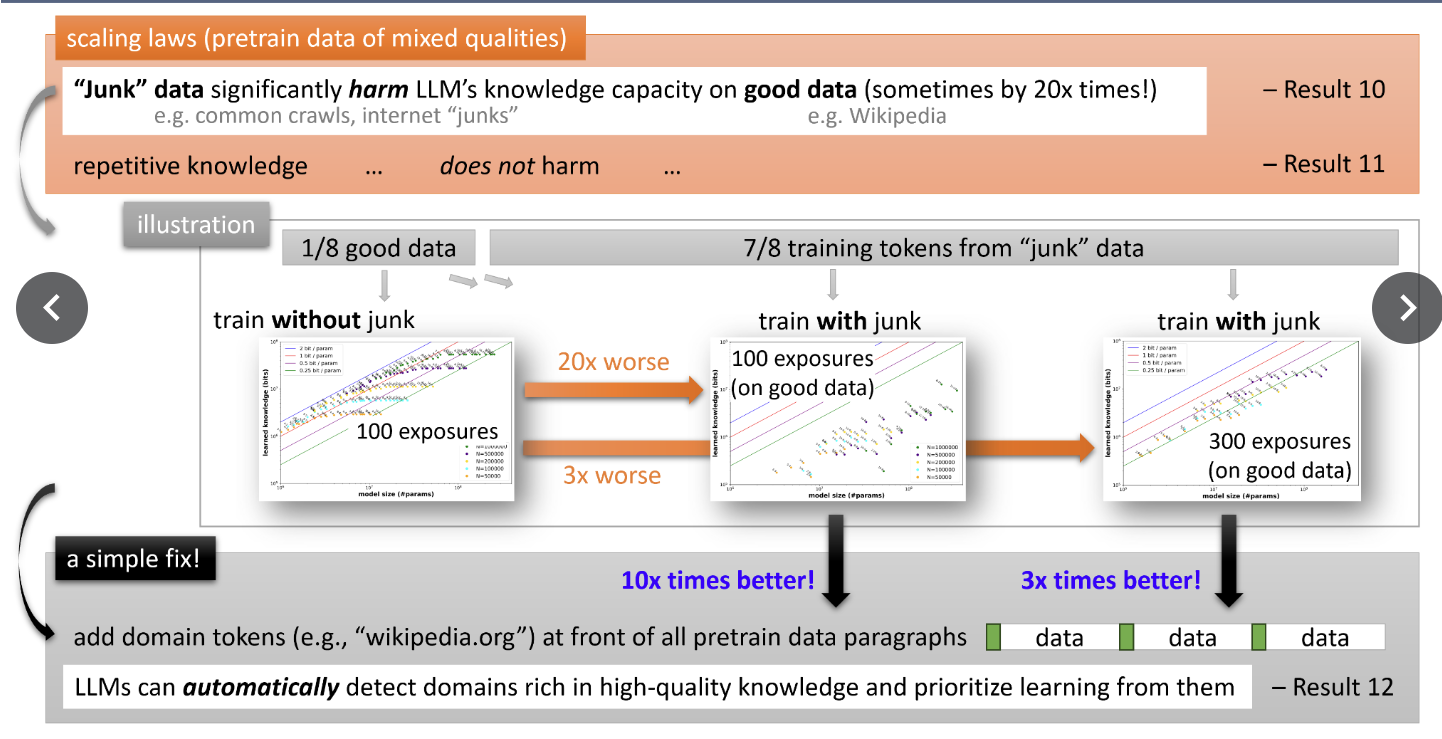 scaling laws (pretrain data of mixed qualities)
“Junk” data significantly harm LLM’s knowledge capacity on good data (sometimes by 20x times!)
– Result 10
e.g. common crawls, internet “junks”
e.g. Wikipedia
repetitive knowledge … does not harm …
– Result 11
illustration
1/8 good data
7/8 training tokens from “junk” data
train without junk
train with junk
train with junk
2 bit / param
1 bit / param
0.5 bit / param
0.25 bit / param
learned knowledge (bits)
100 exposures
N=500000
N=200000
N=100000
N=50000
model size (#params)
20x worse
3x worse
100 exposures
(on good data)
learned knowledge (bits)
N=1000000
N=500000
N=200000
N=100000
N=50000
model size (#params)
2 bit / param
1 bit / param
0.5 bit / param
0.25 bit / param
learned knowledge (bits)
300 exposures
(on good data)
model size (#params)
a simple fix!
10x times better!
3x times better!
add domain tokens (e.g., “wikipedia.org”) at front of all pretrain data paragraphs
data data data
LLMs can automatically detect domains rich in high-quality knowledge and prioritize learning from them
– Result 12